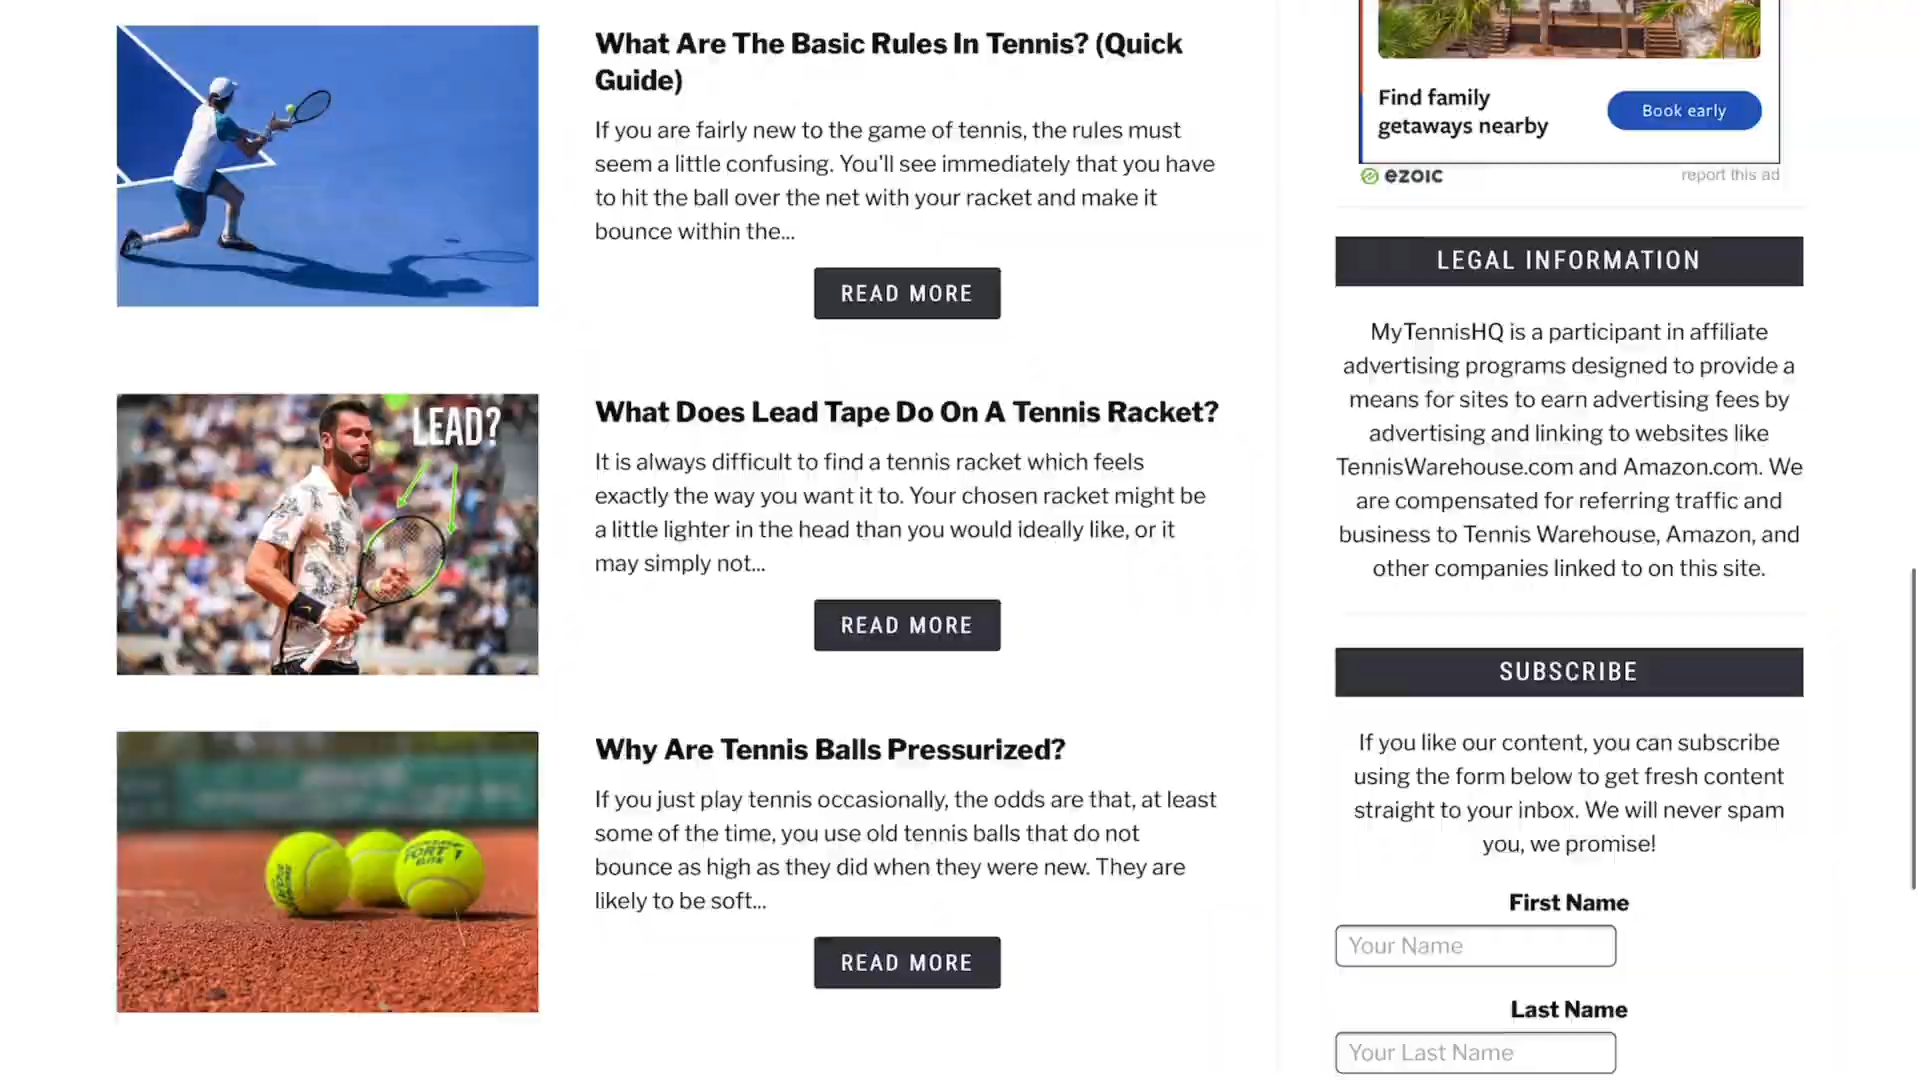 What Are The Basic Rules In Tennis? (Quick
Guide)
If you are fairly new to the game of tennis, the rules must
seem a little confusing. You'll see immediately that you have
to hit the ball over the net with your racket and make it
bounce within the...
READ MORE
LEAD?
What Does Lead Tape Do On A Tennis Racket?
It is always difficult to find a tennis racket which feels
exactly the way you want it to. Your chosen racket might be
a little lighter in the head than you would ideally like, or it
may simply not...
READ MORE
FORT 1
ELITE
Why Are Tennis Balls Pressurized?
If you just play tennis occasionally, the odds are that, at least
some of the time, you use old tennis balls that do not
bounce as high as they did when they were new. They are
likely to be soft...
READ MORE
Find family
getaways nearby
Book early
ezoic
report this ad
LEGAL INFORMATION
MyTennisHQ is a participant in affiliate
advertising programs designed to provide a
means for sites to earn advertising fees by
advertising and linking to websites like
TennisWarehouse.com and Amazon.com. We
are compensated for referring traffic and
business to Tennis Warehouse, Amazon, and
other companies linked to on this site.
SUBSCRIBE
If you like our content, you can subscribe
using the form below to get fresh content
straight to your inbox. We will never spam
you, we promise!
First Name
Your Name
Last Name
Your Last Name